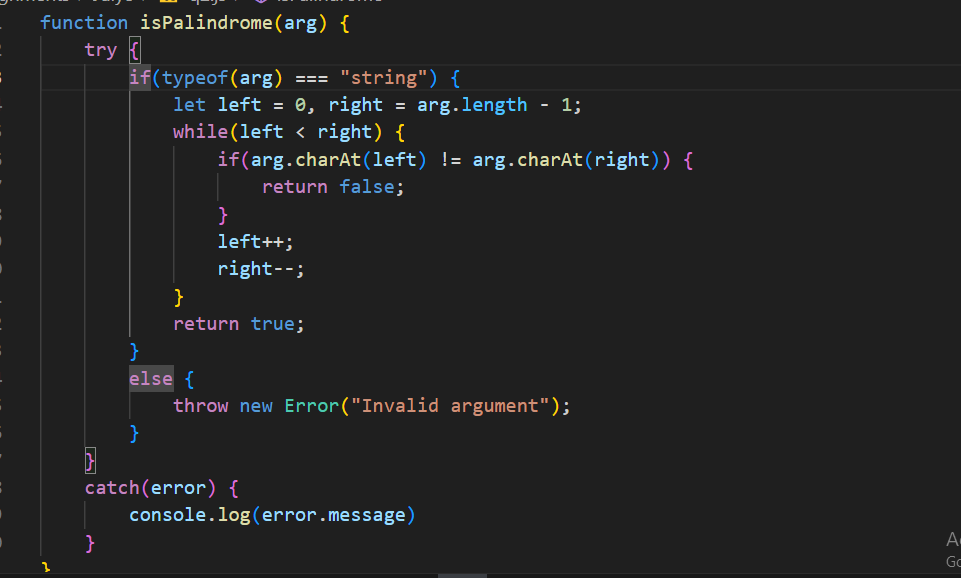 function isPalindrome(arg) {
try {
if(typeof(arg) === "string") {
let left = 0, right = arg.length - 1;
while(left < right) {
if(arg.charAt(left) != arg.charAt(right)) {
return false;
}
left++;
right--;
}
return true;
}
else {
throw new Error("Invalid argument");
}
}
catch(error) {
console.log(error.message)
}
}